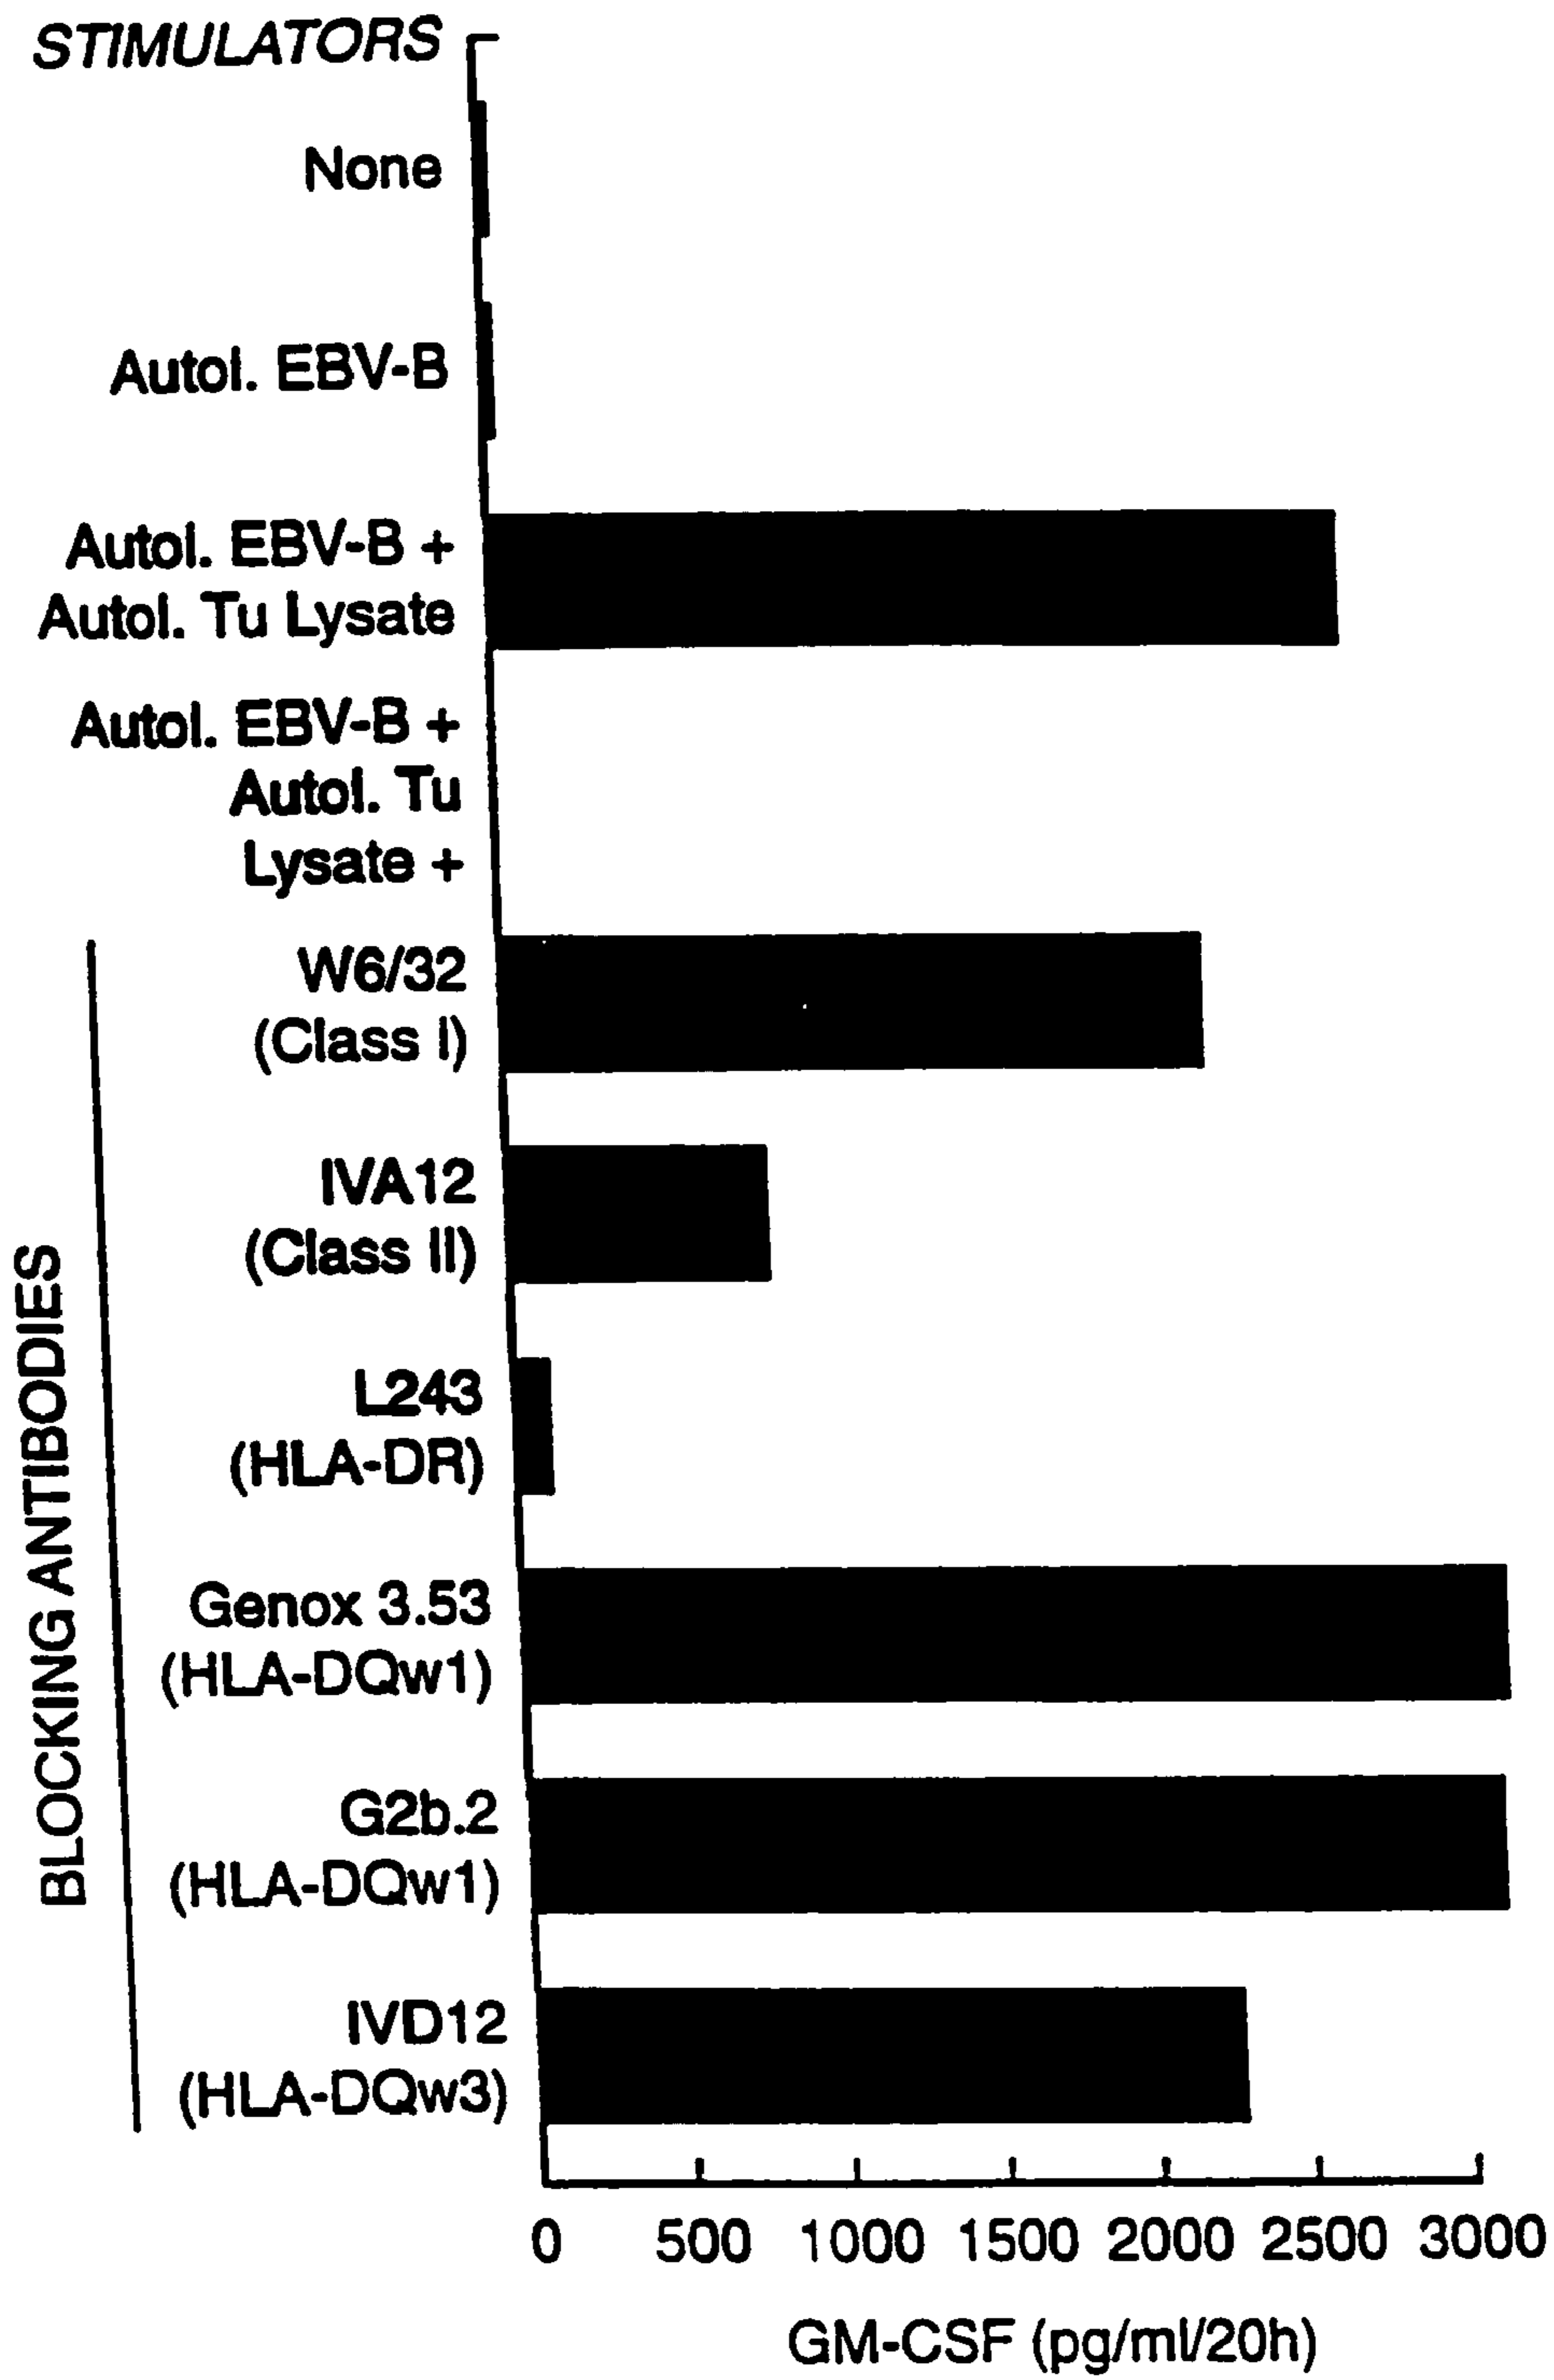 STIMULATORS
None
Autol. EBV-B
Autol. EBV-B +
Autol. Tu Lysate
Autol. EBV-B +
Autol. Tu
Lysate +
BLOCKING ANTIBODIES
W6/32
(Class I)
IVA12
(Class II)
L243
(HLA-DR)
Genox 3.53
(HLA-DQw1)
G2b.2
(HLA-DQw1)
IVD12
(HLA-DQw3)
0 500 1000 1500 2000 2500 3000
GM-CSF (pg/ml/20h)